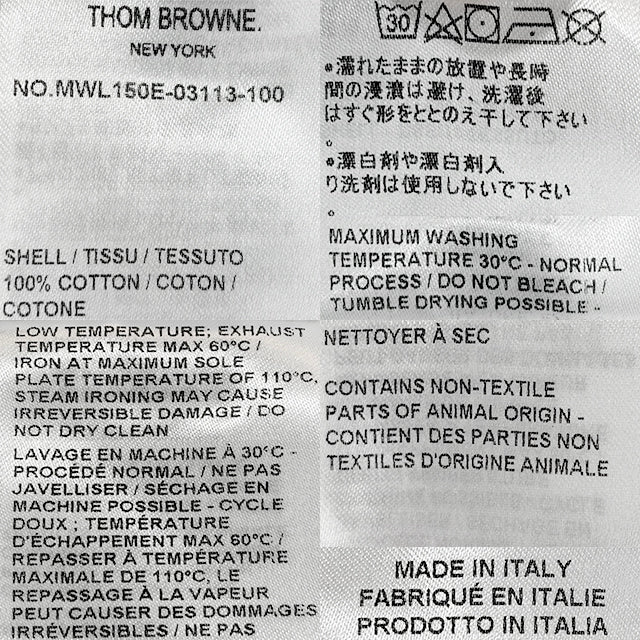 THOM BROWNE.
NEW YORK
NO.MWL150E-03113-100
SHELL / TISSU / TESSUTO
100% COTTON / COTON /
COTONE
30
•濡れたままの放置や長時
間の浸漬は避け、洗濯後
はすぐ形をととのえ干して下さい
。
•漂白剤や漂白剤入
り洗剤は使用しないで下さい
。
MAXIMUM WASHING
TEMPERATURE 30°C - NORMAL
PROCESS / DO NOT BLEACH /
TUMBLE DRYING POSSIBLE -
LOW TEMPERATURE; EXHAUST
TEMPERATURE MAX 60°C /
IRON AT MAXIMUM SOLE
PLATE TEMPERATURE OF 110°C,
STEAM IRONING MAY CAUSE
IRREVERSIBLE DAMAGE / DO
NOT DRY CLEAN
LAVAGE EN MACHINE À 30°C -
PROCÉDÉ NORMAL / NE PAS
JAVELLISER / SÉCHAGE EN
MACHINE POSSIBLE - CYCLE
DOUX ; TEMPÉRATURE
D'ÉCHAPPEMENT MAX 60°C /
REPASSER À TEMPÉRATURE
MAXIMALE DE 110°C, LE
REPASSAGE À LA VAPEUR
PEUT CAUSER DES DOMMAGES
IRRÉVERSIBLES / NE PAS
NETTOYER À SEC
CONTAINS NON-TEXTILE
PARTS OF ANIMAL ORIGIN -
CONTIENT DES PARTIES NON
TEXTILES D'ORIGINE ANIMALE
MADE IN ITALY
FABRIQUÉ EN ITALIE
PRODOTTO IN ITALIA